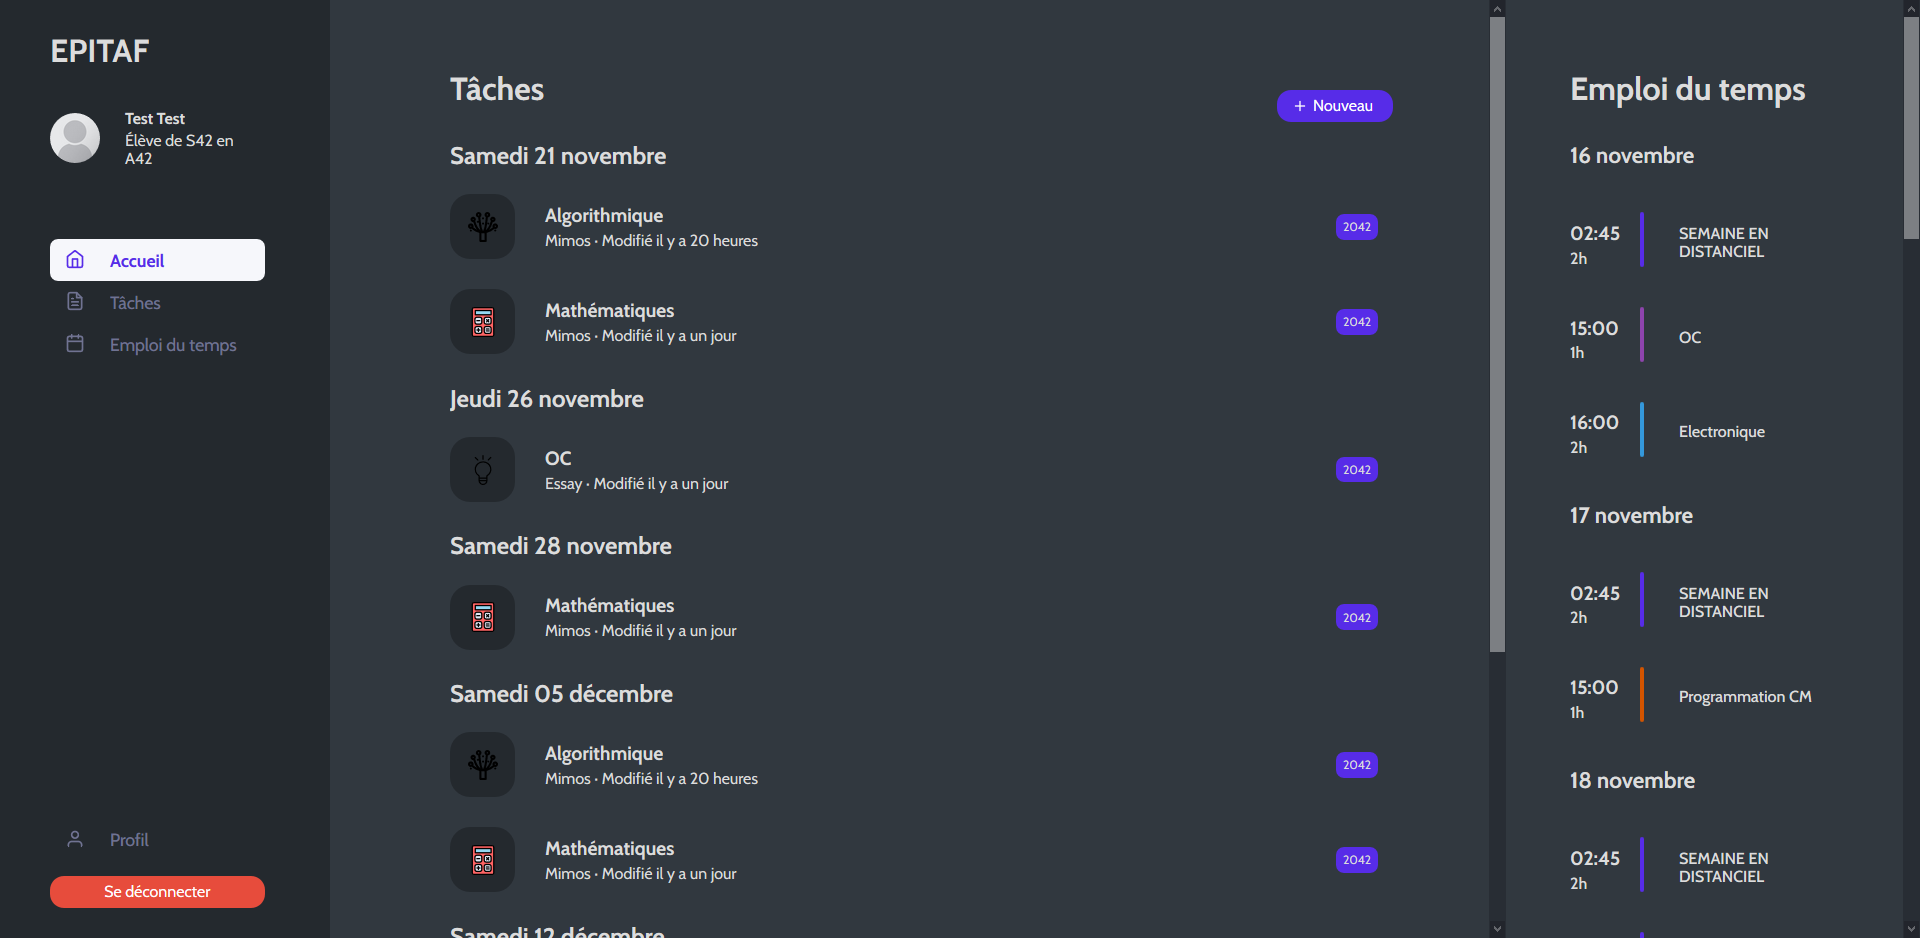 EPITAF
Test Test
Élève de S42 en
A42
Accueil
Tâches
Emploi du temps
Profil
Se déconnecter
Tâches
+ Nouveau
Samedi 21 novembre
Algorithmique
Mimos · Modifié il y a 20 heures
2042
Mathématiques
Mimos · Modifié il y a un jour
2042
Jeudi 26 novembre
OC
Essay · Modifié il y a un jour
2042
Samedi 28 novembre
Mathématiques
Mimos · Modifié il y a un jour
2042
Samedi 05 décembre
Algorithmique
Mimos · Modifié il y a 20 heures
2042
Mathématiques
Mimos · Modifié il y a un jour
2042
Samedi 12 décembre
Emploi du temps
16 novembre
02:45
2h
SEMAINE EN
DISTANCIEL
15:00
1h
OC
16:00
2h
Electronique
17 novembre
02:45
2h
SEMAINE EN
DISTANCIEL
15:00
1h
Programmation CM
18 novembre
02:45
2h
SEMAINE EN
DISTANCIEL